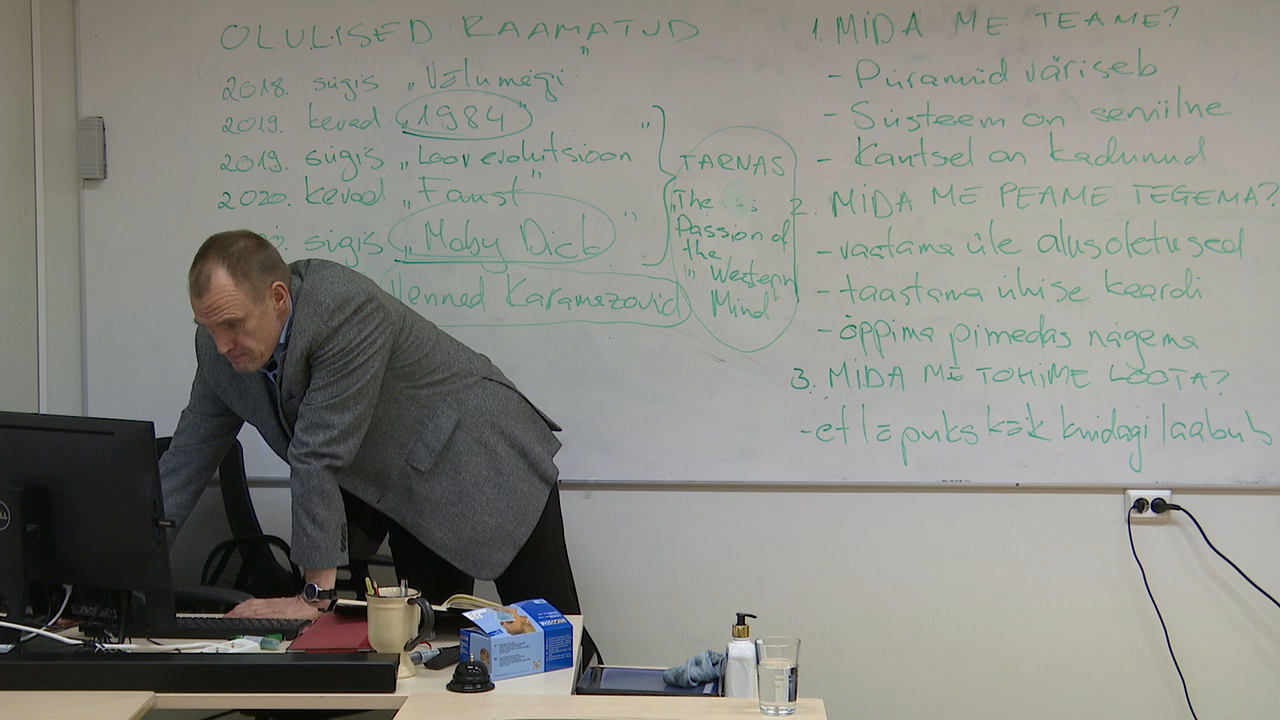 OLULISED RAAMATUD
2018. sügis „Võlumägi"
2019. kevad „1984"
2019. sügis „Loov evolutsioon"
2020. kevad „Faust"
sügis „Moby Dick"
Vennad Karamazovid
TARNAS
„The
Passion of
the
Western
Mind"
1. MIDA ME TEAME?
- Püramiid väriseb
- Süsteem on serviilne
- Kantsel on kadunud
2. MIDA ME PEAME TEGEMA?
- vaatama üle alusoletused
- taastama ühise kaardi
- õppima pimedas nägema
3. MIDA ME TOHIME LOOTA?
- et lõpuks kõik kuidagi laabub
DELL